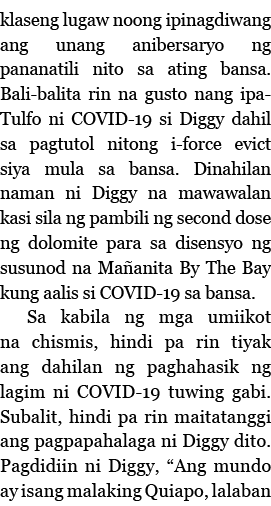 klaseng lugaw noong ipinagdiwang
ang unang anibersaryo ng
pananatili nito sa ating bansa.
Bali-balita rin na gusto nang ipa-
Tulfo ni COVID-19 si Diggy dahil
sa pagtutol nitong i-force evict
siya mula sa bansa. Dinahilan
naman ni Diggy na mawawalan
kasi sila ng pambili ng second dose
ng dolomite para sa disensyo ng
susunod na Mañanita By The Bay
kung aalis si COVID-19 sa bansa.
Sa kabila ng mga umiikot
na chismis, hindi pa rin tiyak
ang dahilan ng paghahasik ng
lagim ni COVID-19 tuwing gabi.
Subalit, hindi pa rin maitatanggi
ang pagpapahalaga ni Diggy dito.
Pagdidiin ni Diggy, “Ang mundo
ay isang malaking Quiapo, lalaban